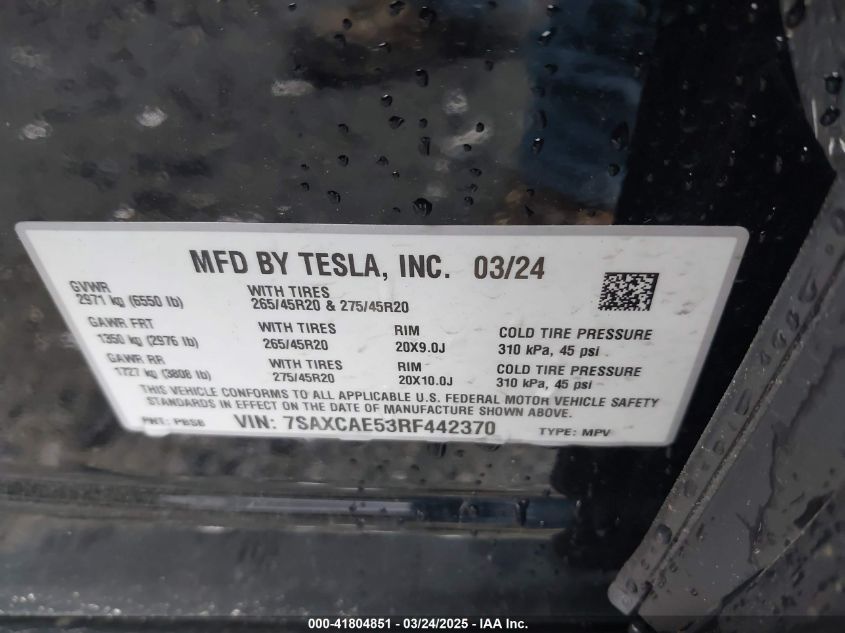 MFD BY TESLA, INC. 03/24
GVWR
2971 kg (6550 lb)
WITH TIRES
265/45R20 & 275/45R20
GAWR FRT
1350 kg (2976 lb)
WITH TIRES
265/45R20
RIM
20X9.0J
COLD TIRE PRESSURE
310 kPa, 45 psi
GAWR RR
1727 kg (3808 lb)
WITH TIRES
275/45R20
RIM
20X10.0J
COLD TIRE PRESSURE
310 kPa, 45 psi
THIS VEHICLE CONFORMS TO ALL APPLICABLE U.S. FEDERAL MOTOR VEHICLE SAFETY
STANDARDS IN EFFECT ON THE DATE OF MANUFACTURE SHOWN ABOVE.
PNT: PBSB VIN: 7SAXCAE53RF442370 TYPE: MPV
000-41804851 - 03/24/2025 - IAA Inc.